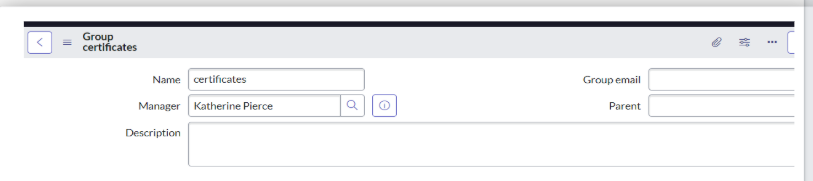 Group
certificates
Name certificates Group email
Manager Katherine Pierce Parent
Description